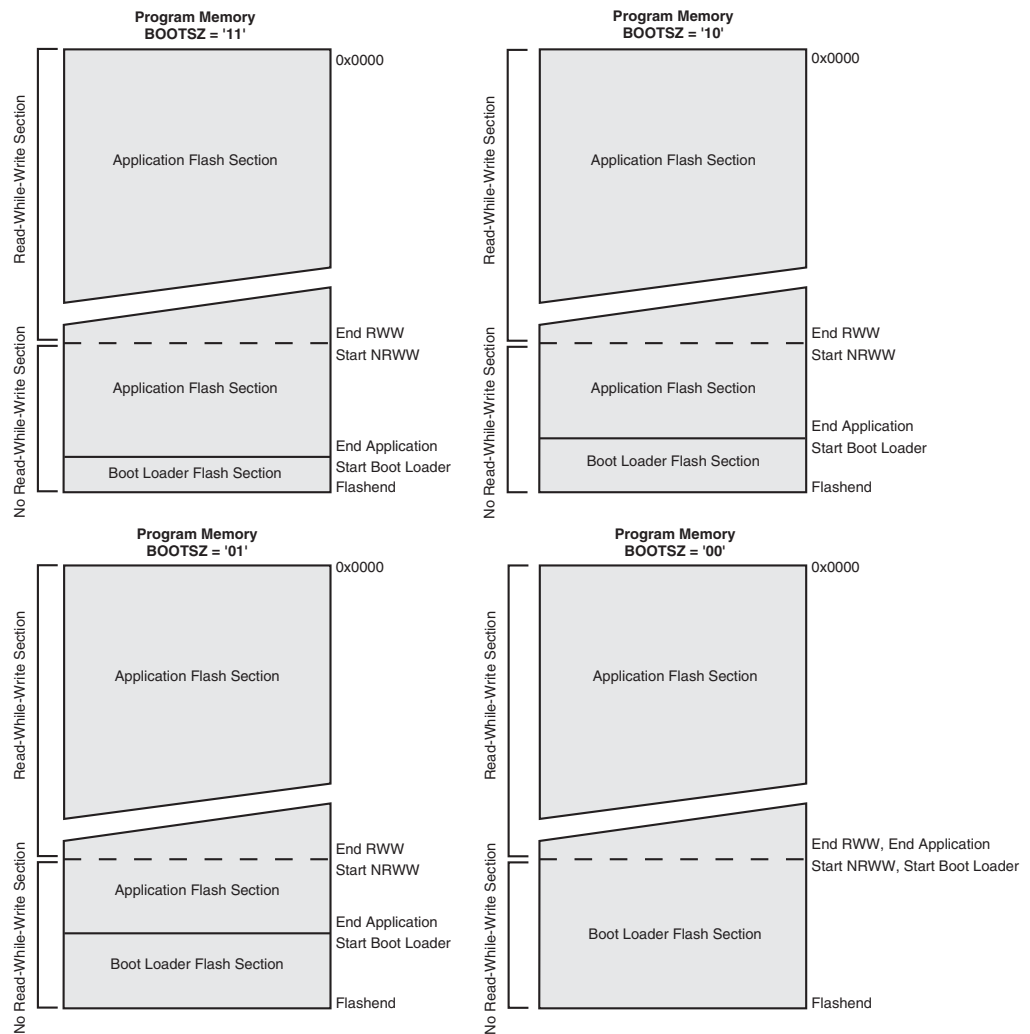 Program Memory
BOOTSZ = '11'
0x0000
Read-While-Write Section
Application Flash Section
End RWW
Start NRWW
No Read-While-Write Section
Application Flash Section
End Application
Start Boot Loader
Boot Loader Flash Section
Flashend
Program Memory
BOOTSZ = '10'
0x0000
Read-While-Write Section
Application Flash Section
End RWW
Start NRWW
No Read-While-Write Section
Application Flash Section
End Application
Start Boot Loader
Boot Loader Flash Section
Flashend
Program Memory
BOOTSZ = '01'
0x0000
Read-While-Write Section
Application Flash Section
End RWW
Start NRWW
No Read-While-Write Section
Application Flash Section
End Application
Start Boot Loader
Boot Loader Flash Section
Flashend
Program Memory
BOOTSZ = '00'
0x0000
Read-While-Write Section
Application Flash Section
End RWW, End Application
Start NRWW, Start Boot Loader
No Read-While-Write Section
Boot Loader Flash Section
Flashend